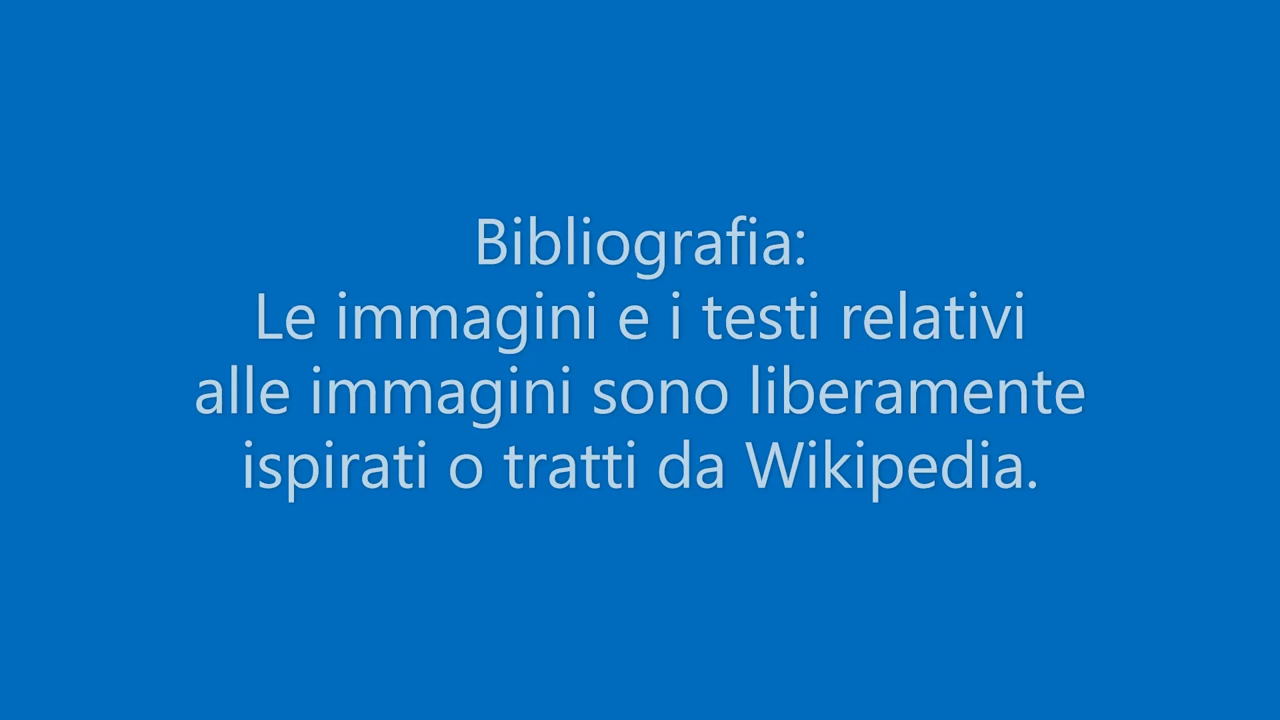 Bibliografia:
Le immagini e i testi relativi
alle immagini sono liberamente
ispirati o tratti da Wikipedia.